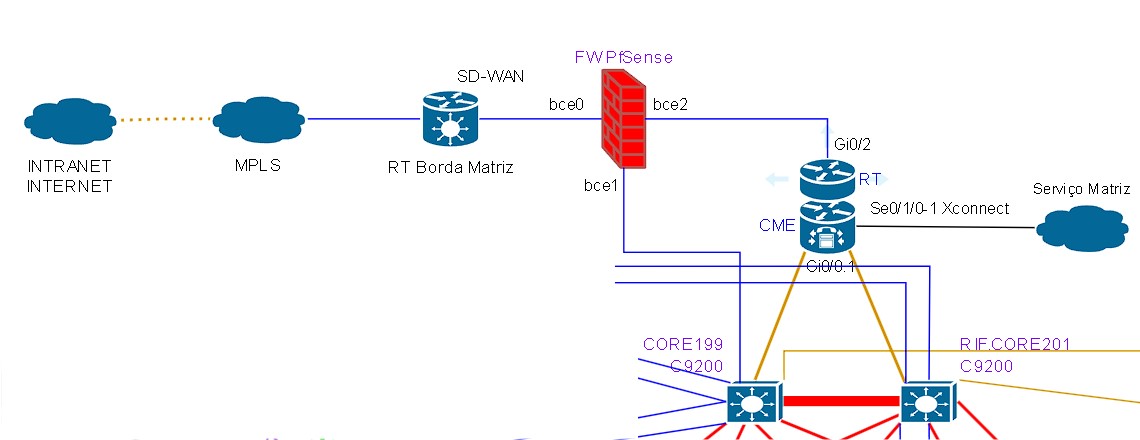 FWPfSense
SD-WAN
bce0
bce2
Gi0/2
INTRANET
INTERNET
MPLS
RT Borda Matriz
bce1
RT
Serviço Matriz
Se0/1/0-1 Xconnect
CME
Gi0/0.1
CORE199
C9200
RIF.CORE201
C9200